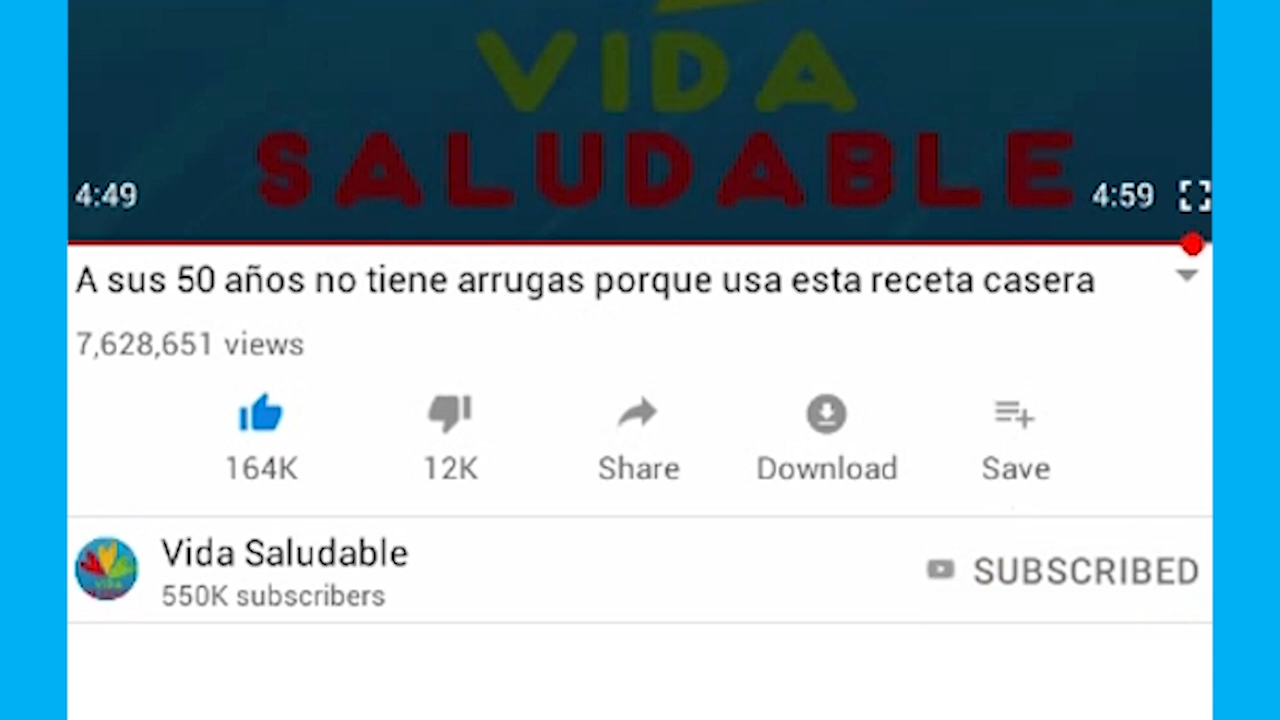 VIDA
SALUDABLE
4:49 4:59
A sus 50 años no tiene arrugas porque usa esta receta casera
7,628,651 views
164K 12K Share Download Save
VIDA
Vida Saludable
550K subscribers
SUBSCRIBED